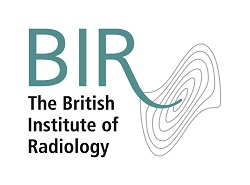 BIR
The British
Institute of
Radiology